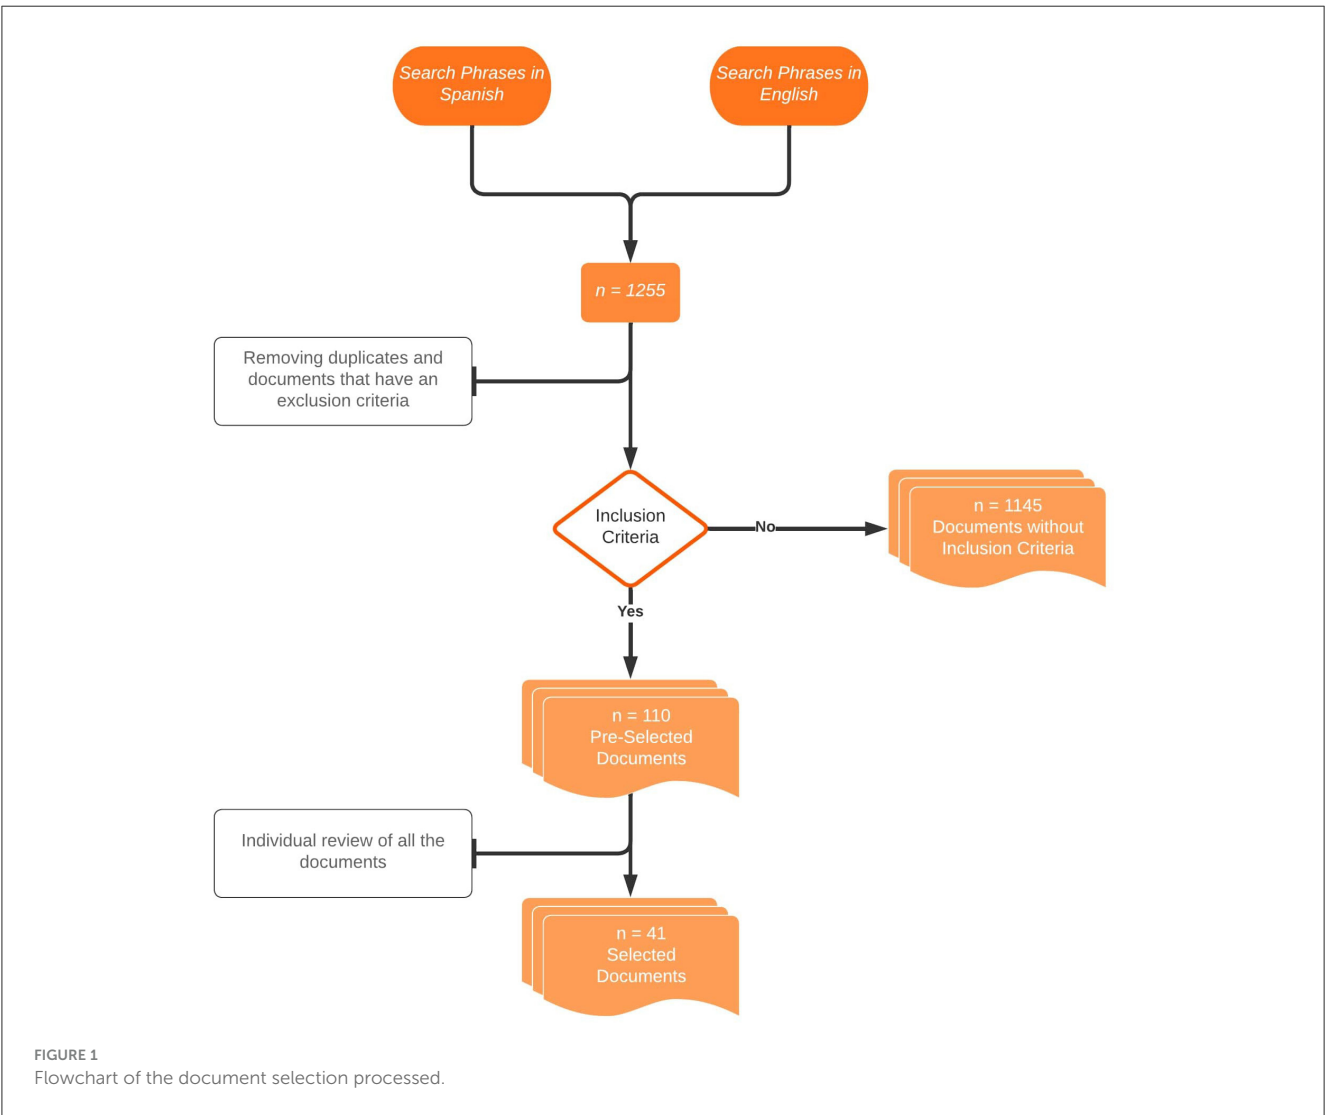 Search Phrases in
Spanish
Search Phrases in
English
n = 1255
Removing duplicates and
documents that have an
exclusion criteria
Inclusion
Criteria
No
n = 1145
Documents without
Inclusion Criteria
Yes
n = 110
Pre-Selected
Documents
Individual review of all the
documents
n = 41
Selected
Documents
FIGURE 1
Flowchart of the document selection processed.